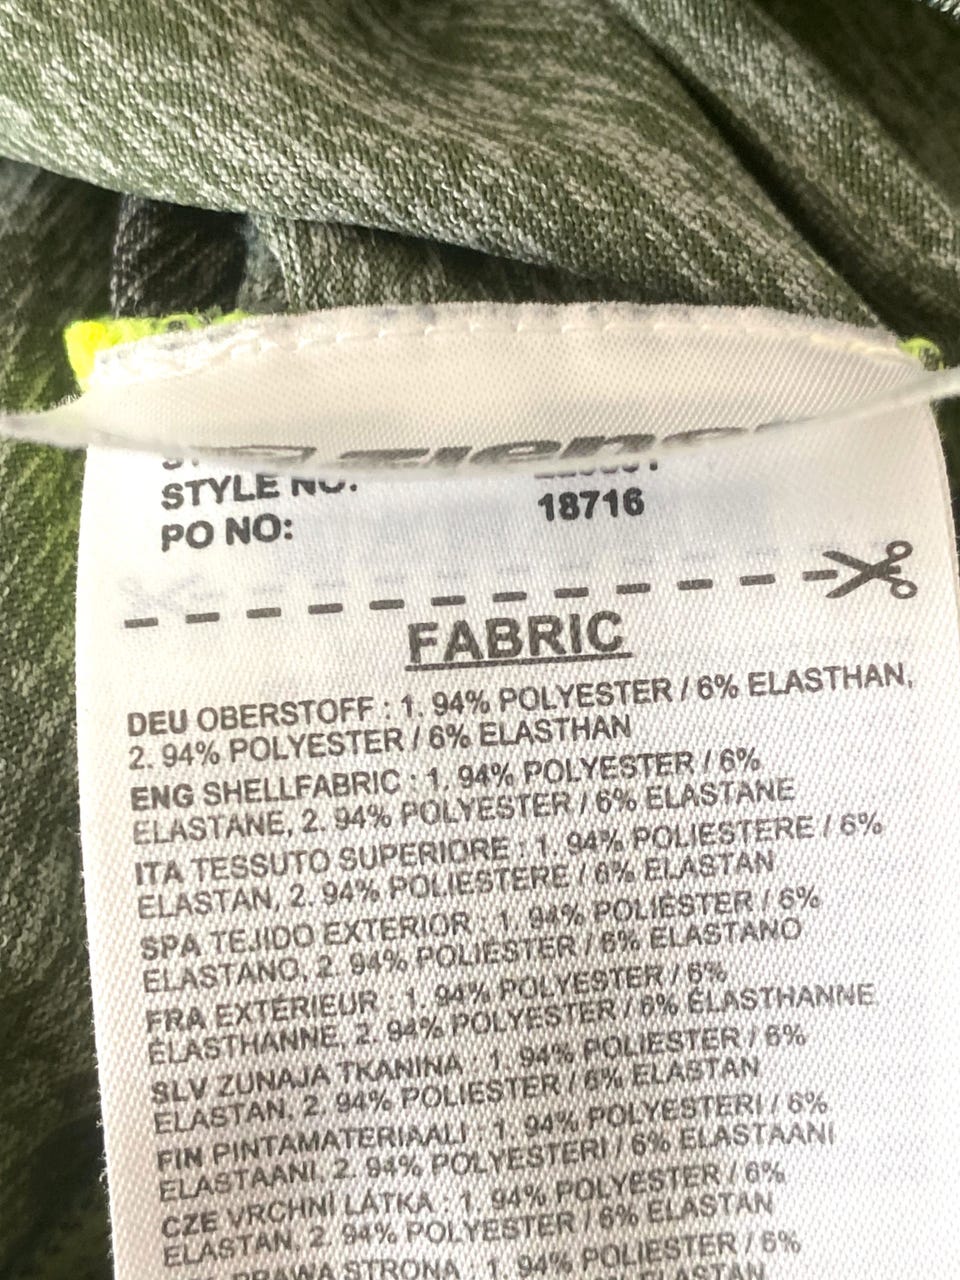 STYLE NO:
PO NO: 18716
FABRIC
DEU OBERSTOFF : 1. 94% POLYESTER / 6% ELASTHAN,
2. 94% POLYESTER / 6% ELASTHAN
ENG SHELLFABRIC : 1. 94% POLYESTER / 6%
ELASTANE, 2. 94% POLYESTER / 6% ELASTANE
ITA TESSUTO SUPERIORE : 1. 94% POLIESTERE / 6%
ELASTAN, 2. 94% POLIESTERE / 6% ELASTAN
SPA TEJIDO EXTERIOR : 1. 94% POLIÉSTER / 6%
ELASTANO, 2. 94% POLIÉSTER / 6% ELASTANO
FRA EXTÉRIEUR : 1. 94% POLYESTER / 6%
ÉLASTHANNE, 2. 94% POLYESTER / 6% ÉLASTHANNE
SLV ZUNAJA TKANINA : 1. 94% POLIESTER / 6%
ELASTAN, 2. 94% POLIESTER / 6% ELASTAN
FIN PINTAMATERIAALI : 1. 94% POLYESTERI / 6%
ELASTAANI, 2. 94% POLYESTERI / 6% ELASTAANI
CZE VRCHNÍ LÁTKA : 1. 94% POLYESTER / 6%
ELASTAN, 2. 94% POLYESTER / 6% ELASTAN
PRAWA STRONA : 1. 94% POLYESTER / 6%
ELASTAN